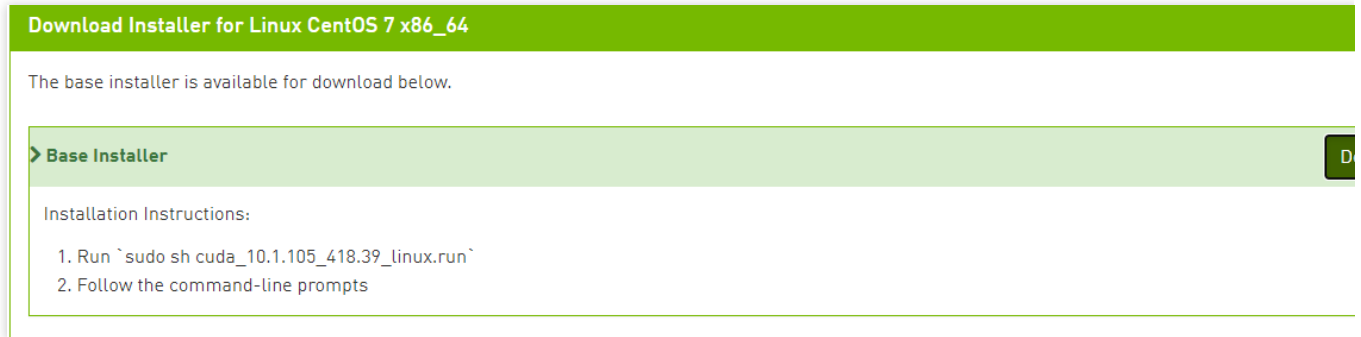 Download Installer for Linux CentOS 7 x86_64
The base installer is available for download below.
Base Installer
Installation Instructions:
1. Run `sudo sh cuda_10.1.105_418.39_linux.run`
2. Follow the command-line prompts